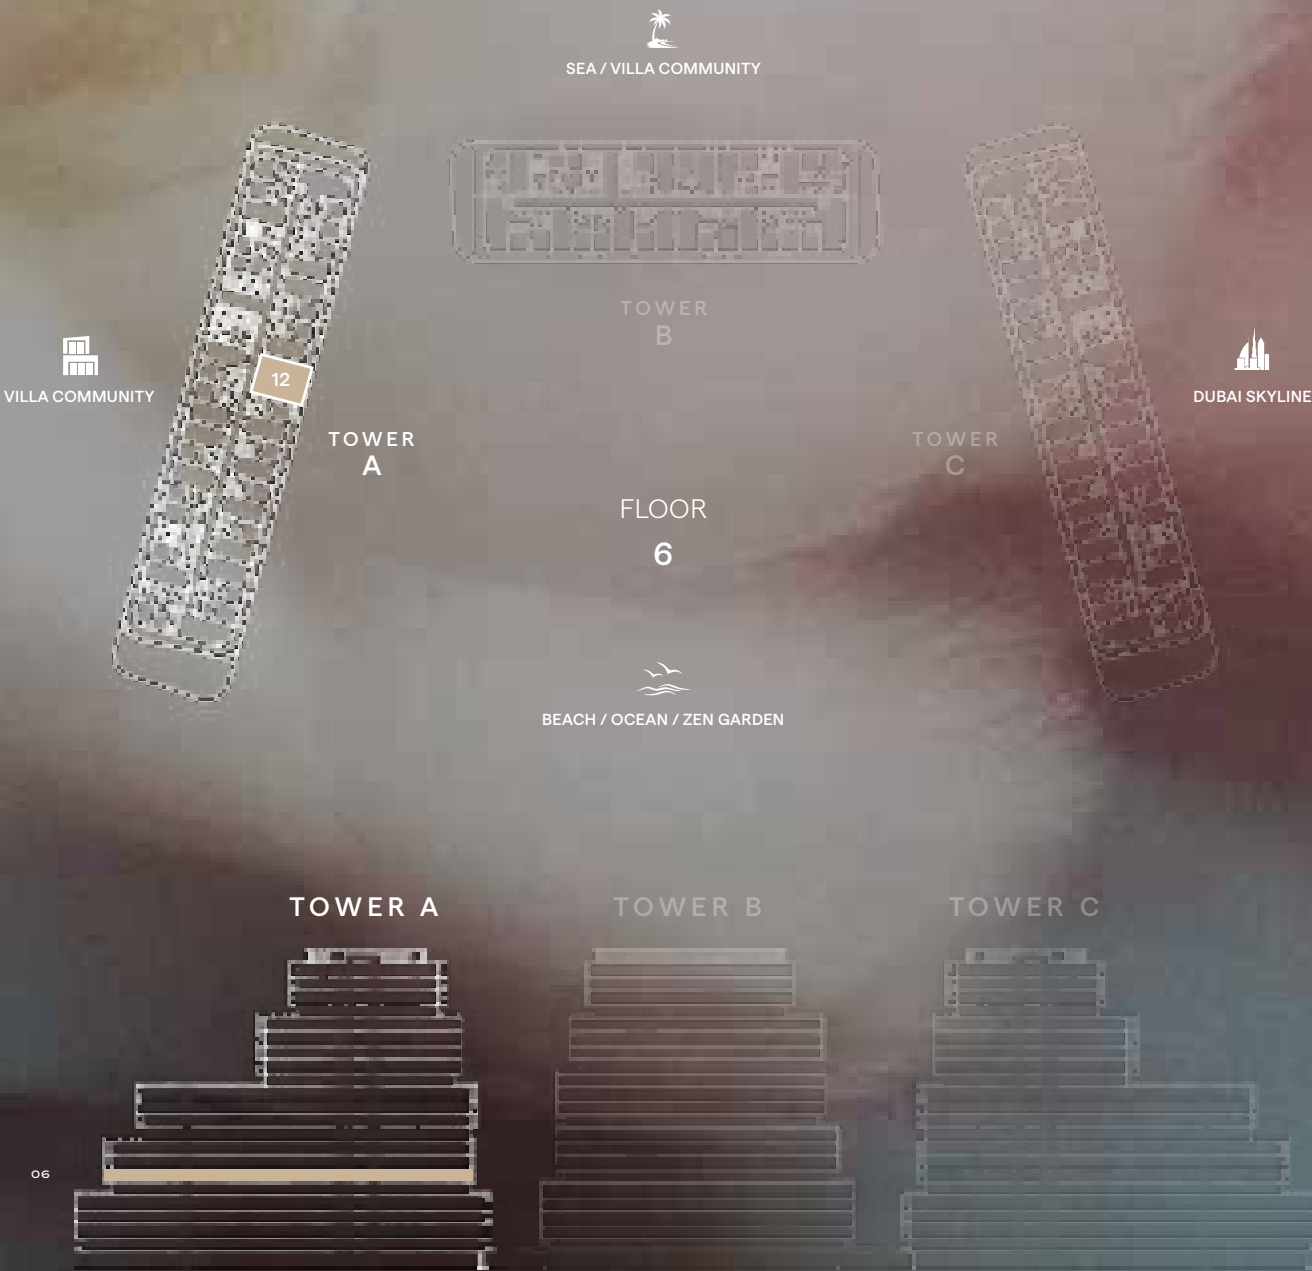 SEA / VILLA COMMUNITY
TOWER
B
12
VILLA COMMUNITY
DUBAI SKYLINE
TOWER
A
TOWER
C
FLOOR
6
BEACH / OCEAN / ZEN GARDEN
TOWER A
TOWER B
TOWER C
06